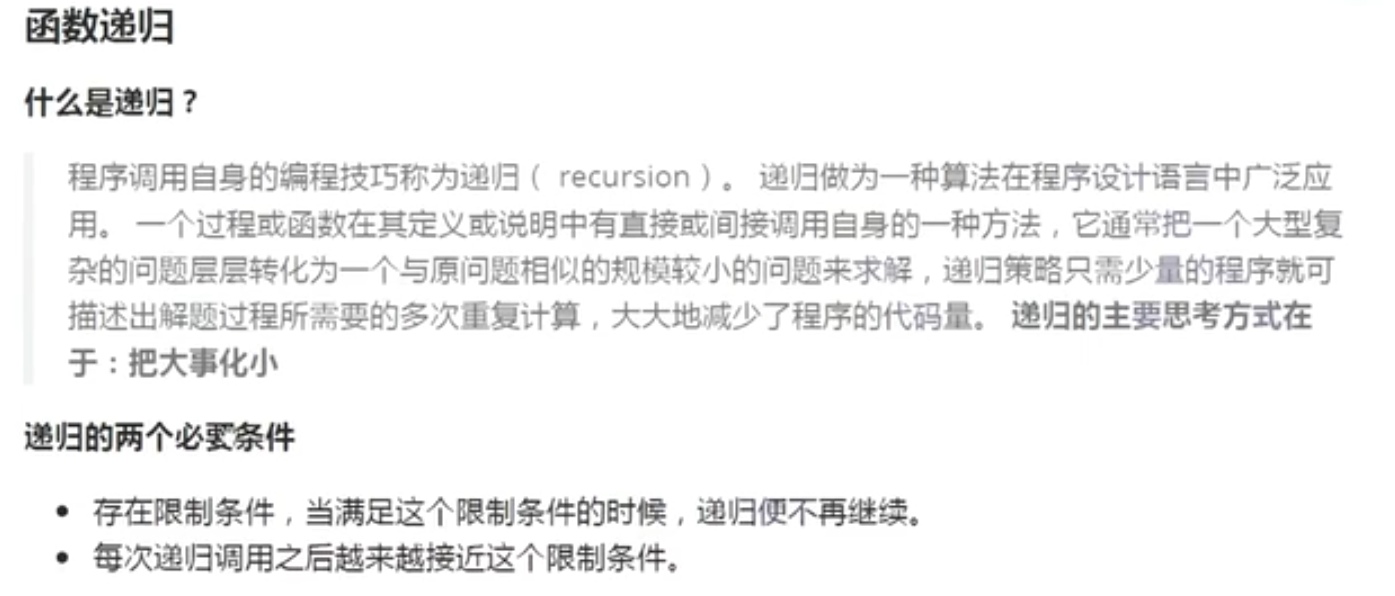 函数递归
什么是递归？
程序调用自身的编程技巧称为递归（ recursion）。 递归做为一种算法在程序设计语言中广泛应
用。 一个过程或函数在其定义或说明中有直接或间接调用自身的一种方法，它通常把一个大型复
杂的问题层层转化为一个与原问题相似的规模较小的问题来求解，递归策略只需少量的程序就可
描述出解题过程所需要的多次重复计算，大大地减少了程序的代码量。 递归的主要思考方式在
于：把大事化小
递归的两个必要条件
• 存在限制条件，当满足这个限制条件的时候，递归便不再继续。
• 每次递归调用之后越来越接近这个限制条件。